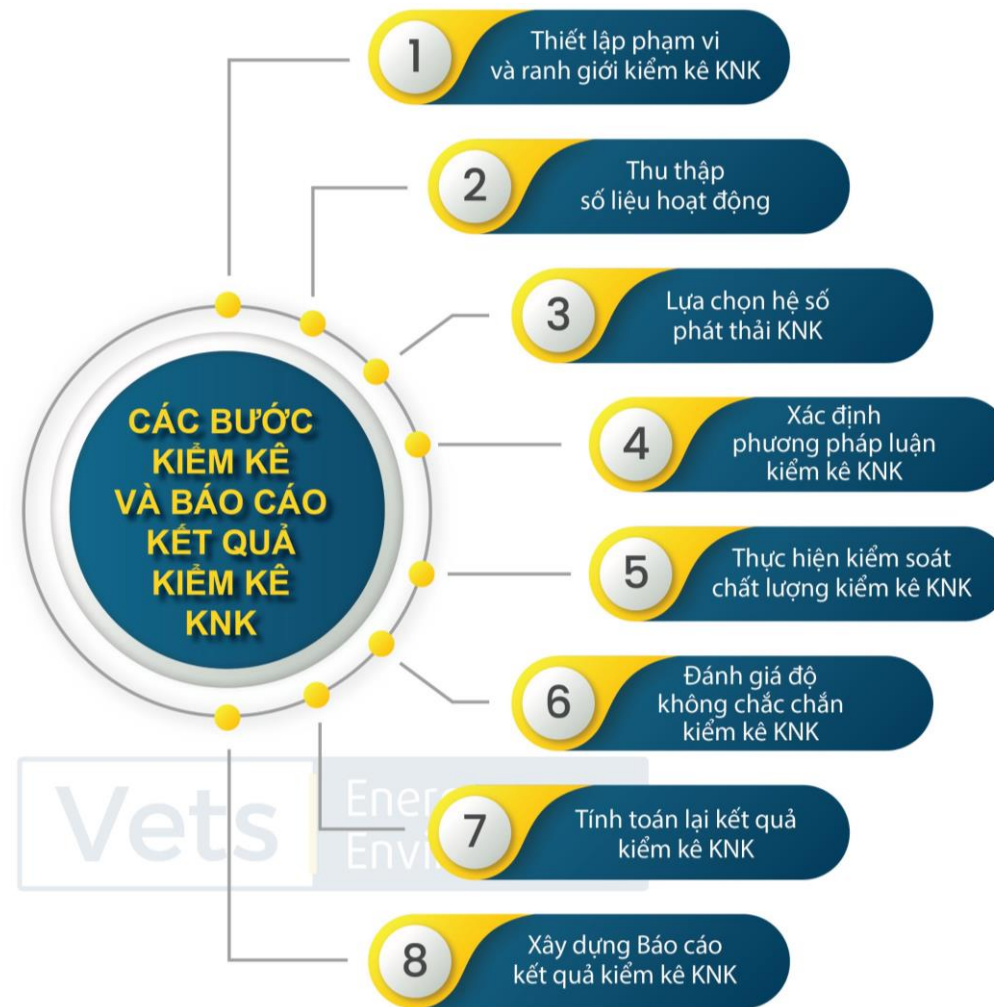 1
Thiết lập phạm vi
và ranh giới kiểm kê KNK
2
Thu thập
số liệu hoạt động
3
Lựa chọn hệ số
phát thải KNK
CÁC BƯỚC
KIỂM KÊ
VÀ BÁO CÁO
KẾT QUẢ
KIỂM KÊ
KNK
4
Xác định
phương pháp luận
kiểm kê KNK
5
Thực hiện kiểm soát
chất lượng kiểm kê KNK
6
Đánh giá độ
không chắc chắn
kiểm kê KNK
Vets
7
Tính toán lại kết quả
kiểm kê KNK
8
Xây dựng Báo cáo
kết quả kiểm kê KNK